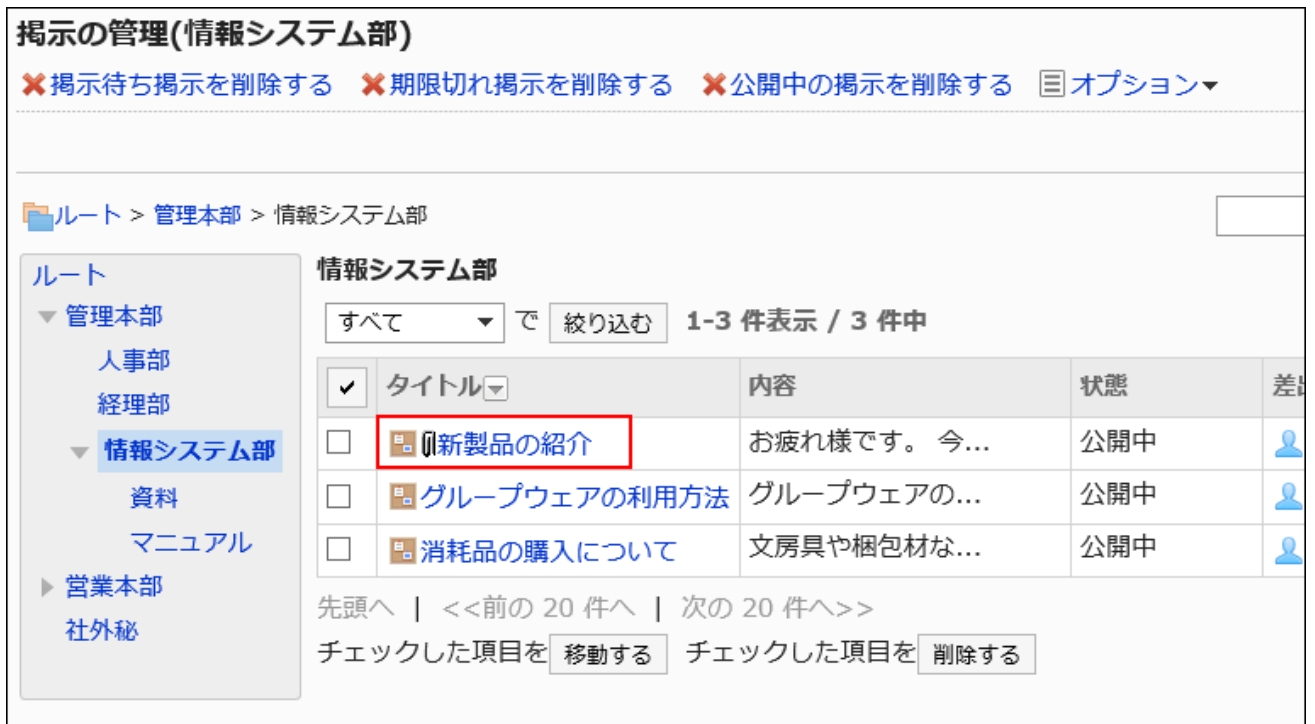 掲示の管理(情報システム部)
掲示待ち掲示を削除する 期限切れ掲示を削除する 公開中の掲示を削除する オプション
ルート > 管理本部 > 情報システム部
ルート
管理本部
人事部
経理部
情報システム部
資料
マニュアル
営業本部
社外秘
情報システム部
すべて で 絞り込む 1-3 件表示 / 3 件中
タイトル 内容 状態 差
新製品の紹介 お疲れ様です。 今... 公開中
グループウェアの利用方法 グループウェアの... 公開中
消耗品の購入について 文房具や梱包材な... 公開中
先頭へ | <<前の 20 件へ | 次の 20 件へ>>
チェックした項目を 移動する チェックした項目を 削除する